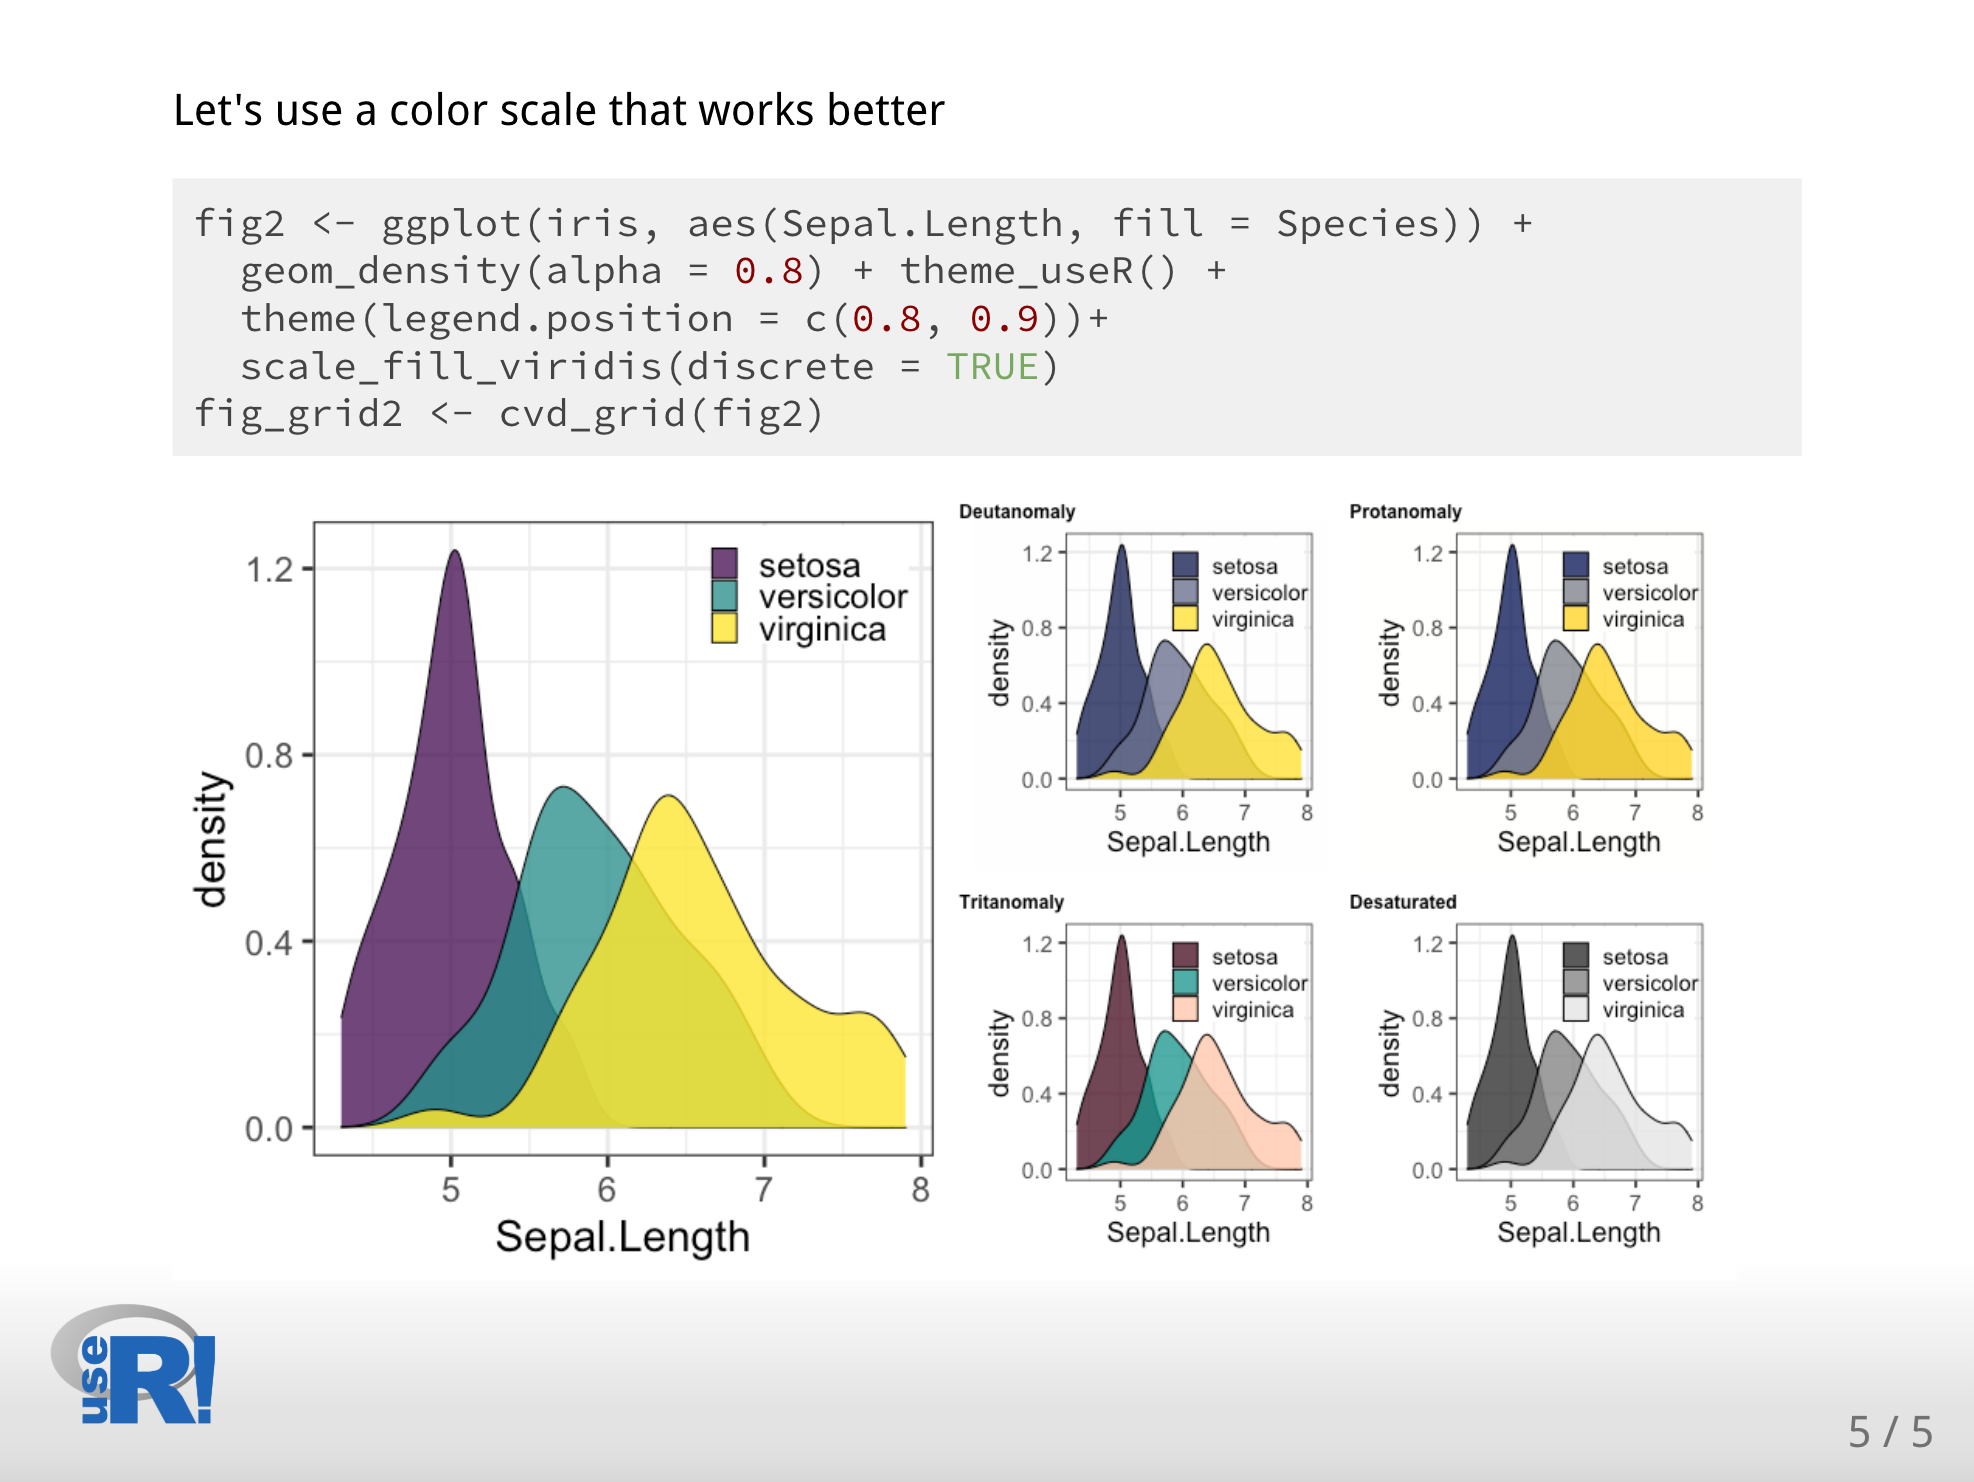 Let's use a color scale that works better
fig2 <- ggplot(iris, aes(Sepal.Length, fill = Species)) +
  geom_density(alpha = 0.8) + theme_useR() +
  theme(legend.position = c(0.8, 0.9))+
  scale_fill_viridis(discrete = TRUE)
fig_grid2 <- cvd_grid(fig2)
density
1.2
0.8
0.4
0.0
setosa
versicolor
virginica
5 6 7 8
Sepal.Length
Deutanomaly
density
1.2
0.8
0.4
0.0
setosa
versicolor
virginica
5 6 7 8
Sepal.Length
Protanomaly
density
1.2
0.8
0.4
0.0
setosa
versicolor
virginica
5 6 7 8
Sepal.Length
Tritanomaly
density
1.2
0.8
0.4
0.0
setosa
versicolor
virginica
5 6 7 8
Sepal.Length
Desaturated
density
1.2
0.8
0.4
0.0
setosa
versicolor
virginica
5 6 7 8
Sepal.Length
use R!
5 / 5